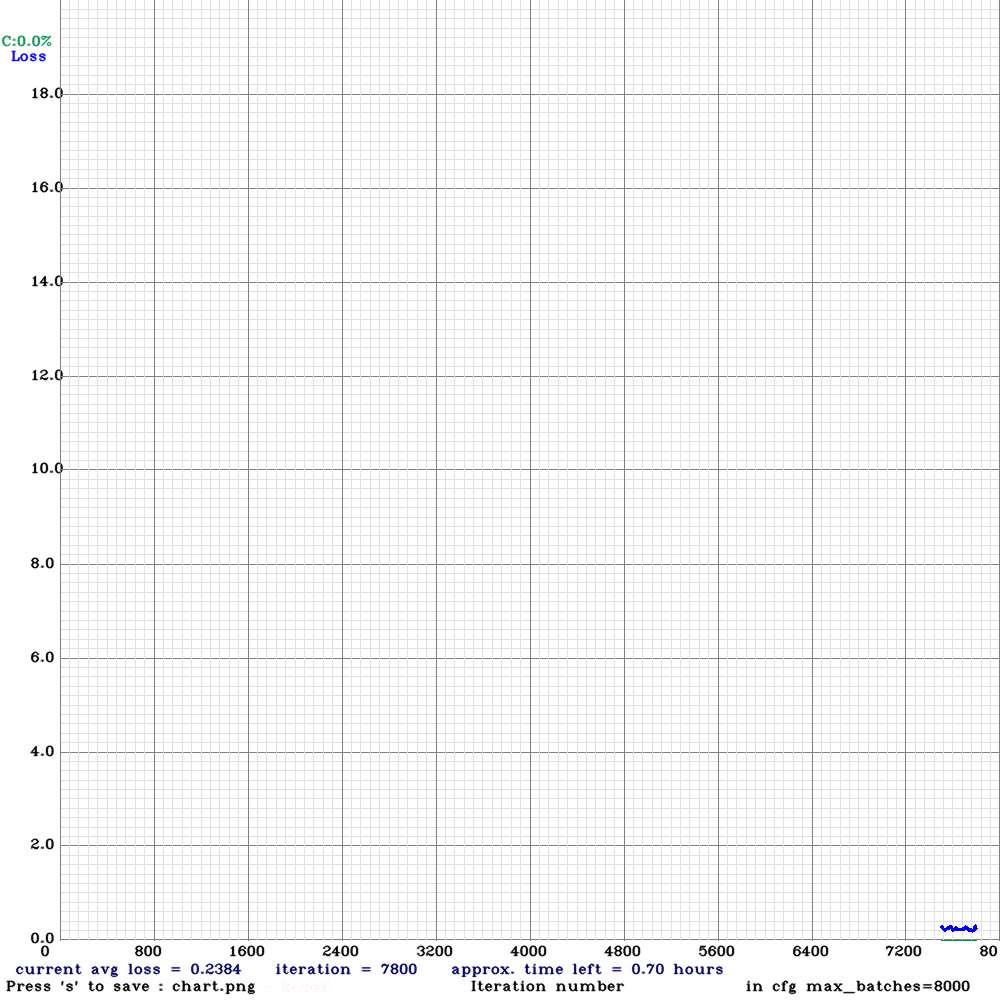 C:0.0%
Loss
18.0
16.0
14.0
12.0
10.0
8.0
6.0
4.0
2.0
0.0
0 800 1600 2400 3200 4000 4800 5600 6400 7200 80
current avg loss = 0.2384 iteration = 7800 approx. time left = 0.70 hours
Press 's' to save : chart.png Iteration number in cfg max_batches=8000